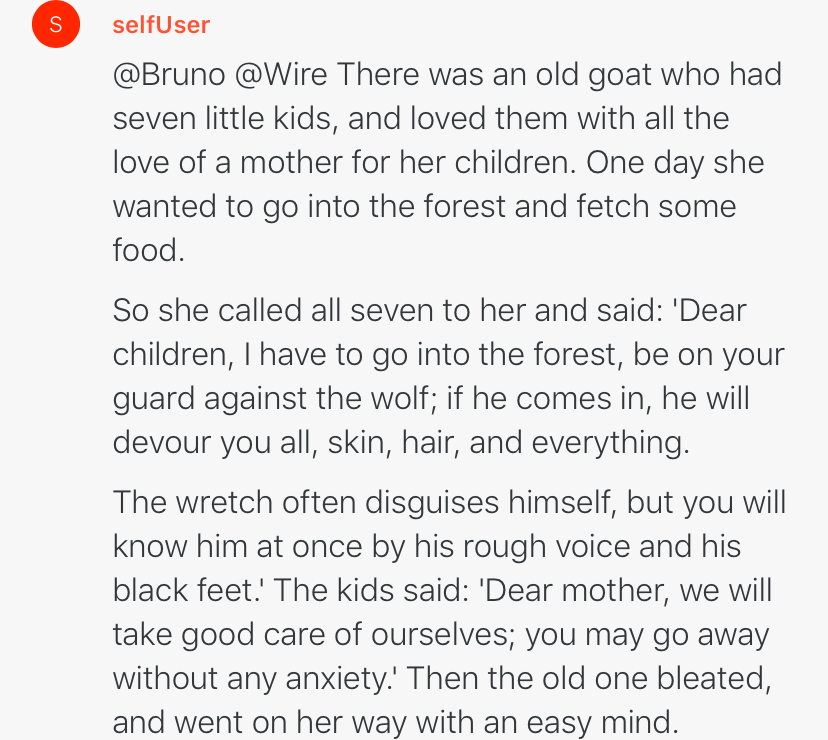 S
selfUser
@Bruno @Wire There was an old goat who had
seven little kids, and loved them with all the
love of a mother for her children. One day she
wanted to go into the forest and fetch some
food.
So she called all seven to her and said: 'Dear
children, I have to go into the forest, be on your
guard against the wolf; if he comes in, he will
devour you all, skin, hair, and everything.
The wretch often disguises himself, but you will
know him at once by his rough voice and his
black feet.' The kids said: 'Dear mother, we will
take good care of ourselves; you may go away
without any anxiety.' Then the old one bleated,
and went on her way with an easy mind.